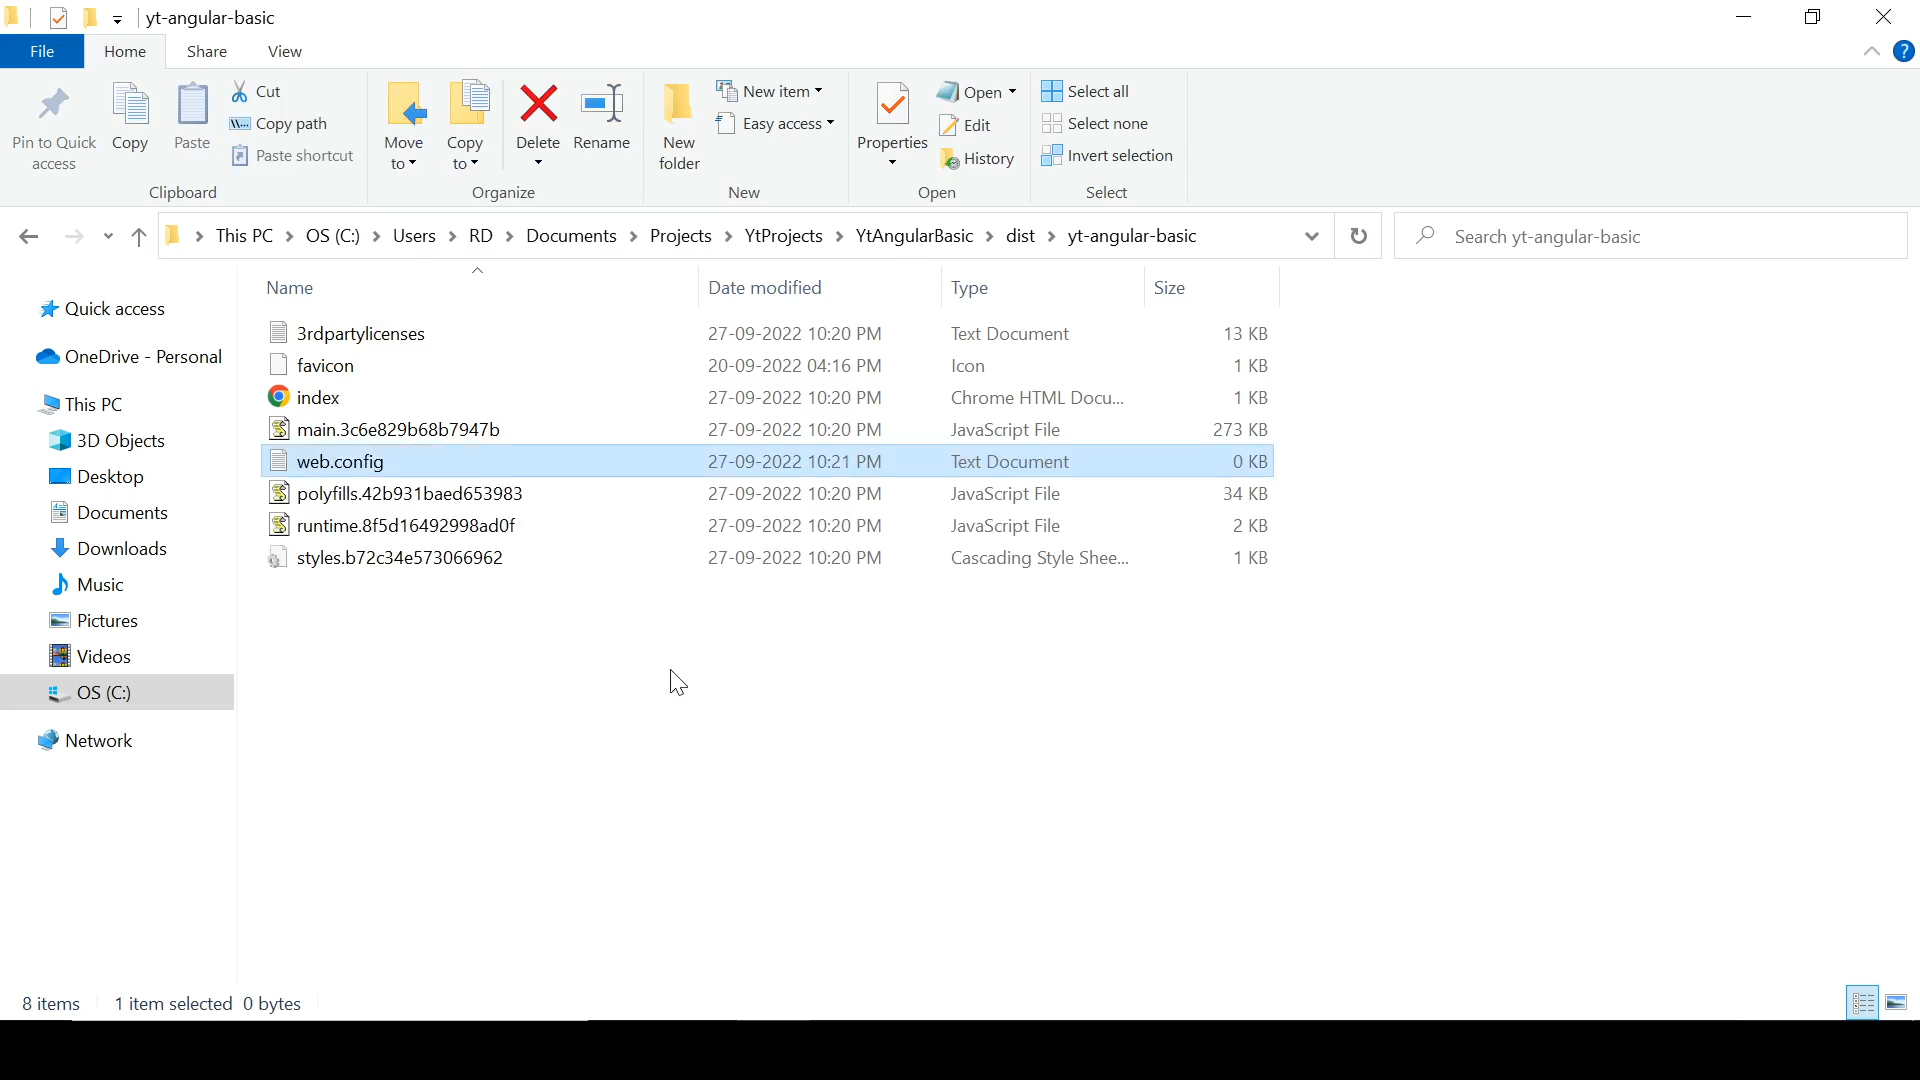 yt-angular-basic
File Home Share View
Pin to Quick access
Copy
Paste
Cut
Copy path
Paste shortcut
Clipboard
Move to
Copy to
Delete
Rename
Organize
New folder
New item
Easy access
New
Properties
Open
Edit
History
Open
Select all
Select none
Invert selection
Select
This PC > OS (C:) > Users > RD > Documents > Projects > YtProjects > YtAngularBasic > dist > yt-angular-basic
Search yt-angular-basic
Quick access
OneDrive - Personal
This PC
3D Objects
Desktop
Documents
Downloads
Music
Pictures
Videos
OS (C:)
Network
Name Date modified Type Size
3rdpartylicenses 27-09-2022 10:20 PM Text Document 13 KB
favicon 20-09-2022 04:16 PM Icon 1 KB
index 27-09-2022 10:20 PM Chrome HTML Docu... 1 KB
main.3c6e829b68b7947b 27-09-2022 10:20 PM JavaScript File 273 KB
web.config 27-09-2022 10:21 PM Text Document 0 KB
polyfills.42b931baed653983 27-09-2022 10:20 PM JavaScript File 34 KB
runtime.8f5d16492998ad0f 27-09-2022 10:20 PM JavaScript File 2 KB
styles.b72c34e573066962 27-09-2022 10:20 PM Cascading Style Shee... 1 KB
8 items 1 item selected 0 bytes